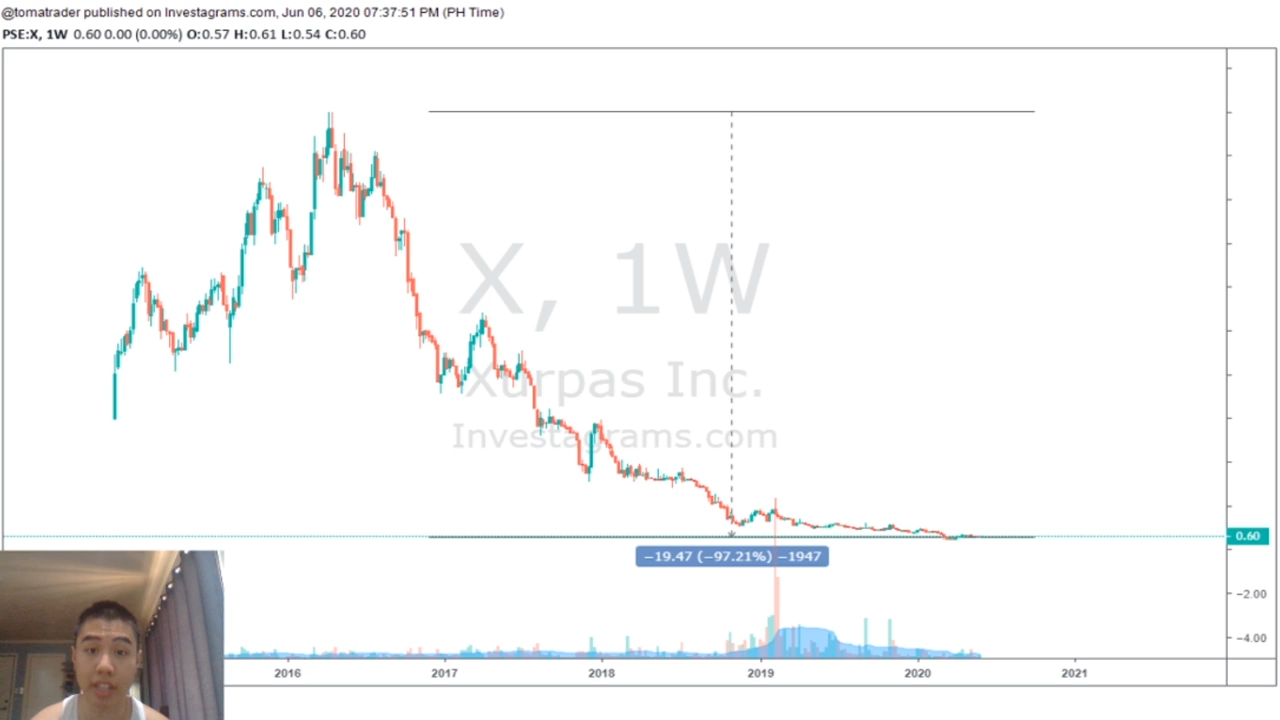 @tomatrader published on Investagrams.com, Jun 06, 2020 07:37:51 PM (PH Time)
PSE:X, 1W 0.60 0.00 (0.00%) O:0.57 H:0.61 L:0.54 C:0.60
X, 1W
Xurpas Inc.
Investagrams.com
0.60
−19.47 (−97.21%) −1947
−2.00
−4.00
2016 2017 2018 2019 2020 2021